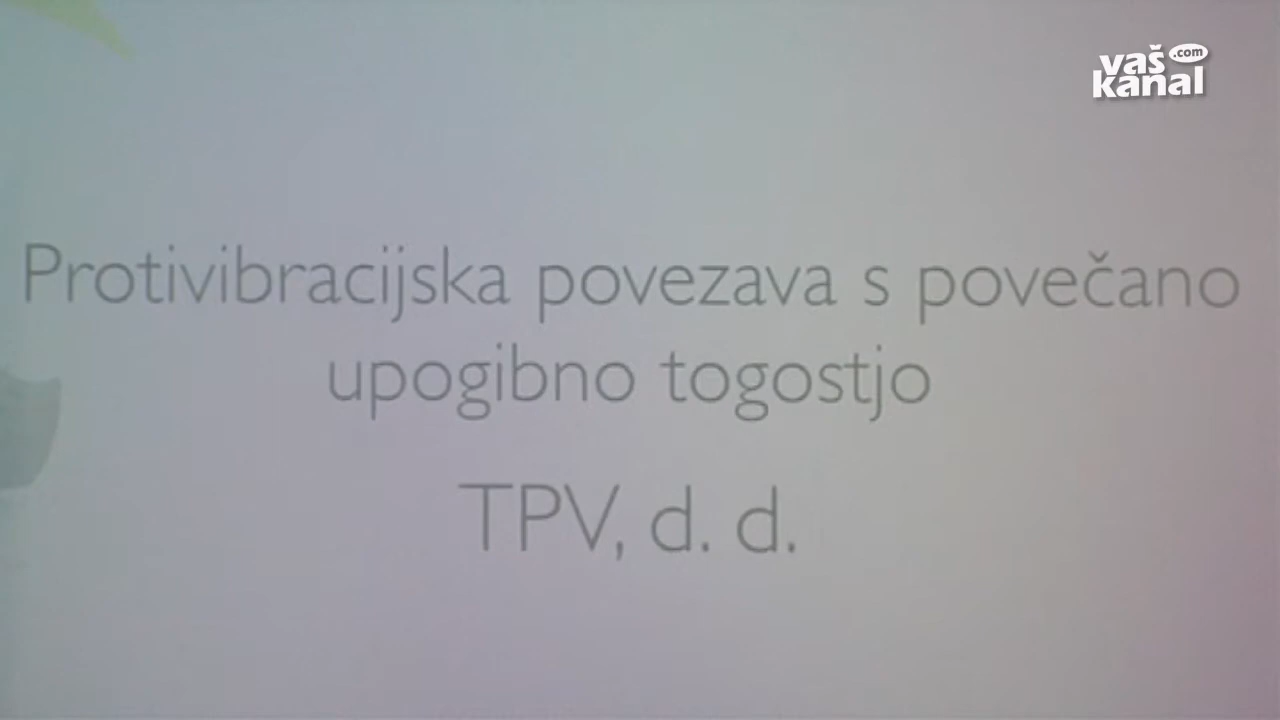 vaš .com
kanal
Protivibracijska povezava s povečano
upogibno togostjo
TPV, d. d.